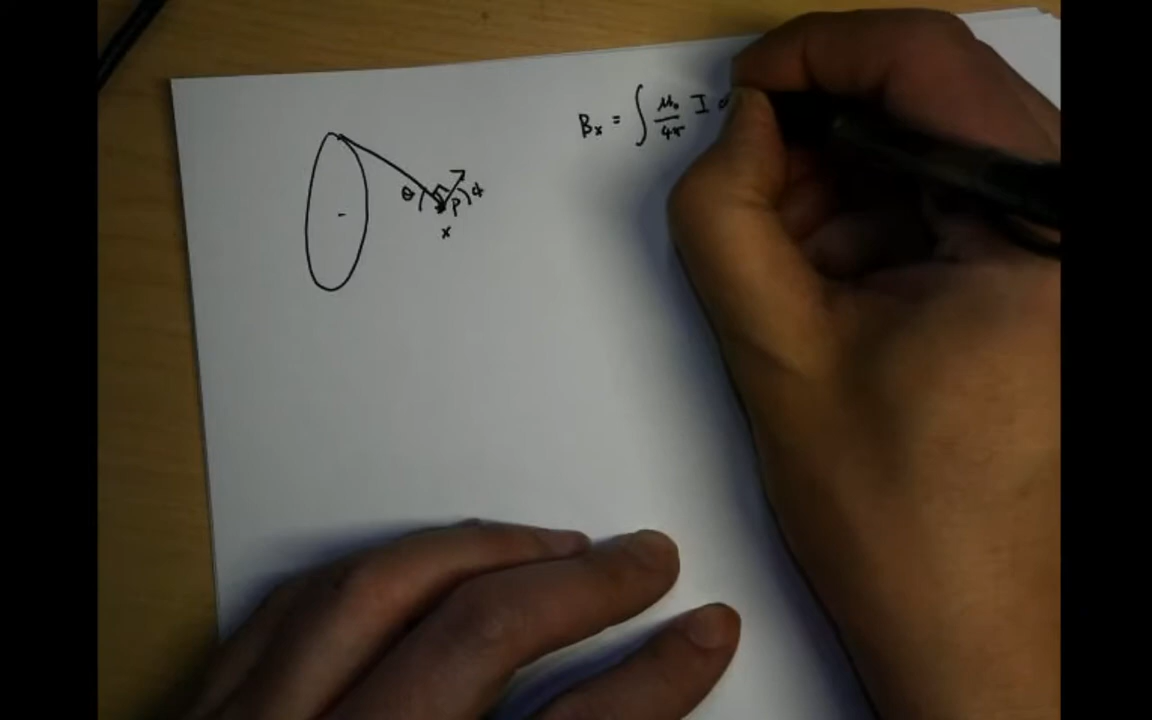 Bₓ = ∫ μ₀/4π I
θ
P
φ
x